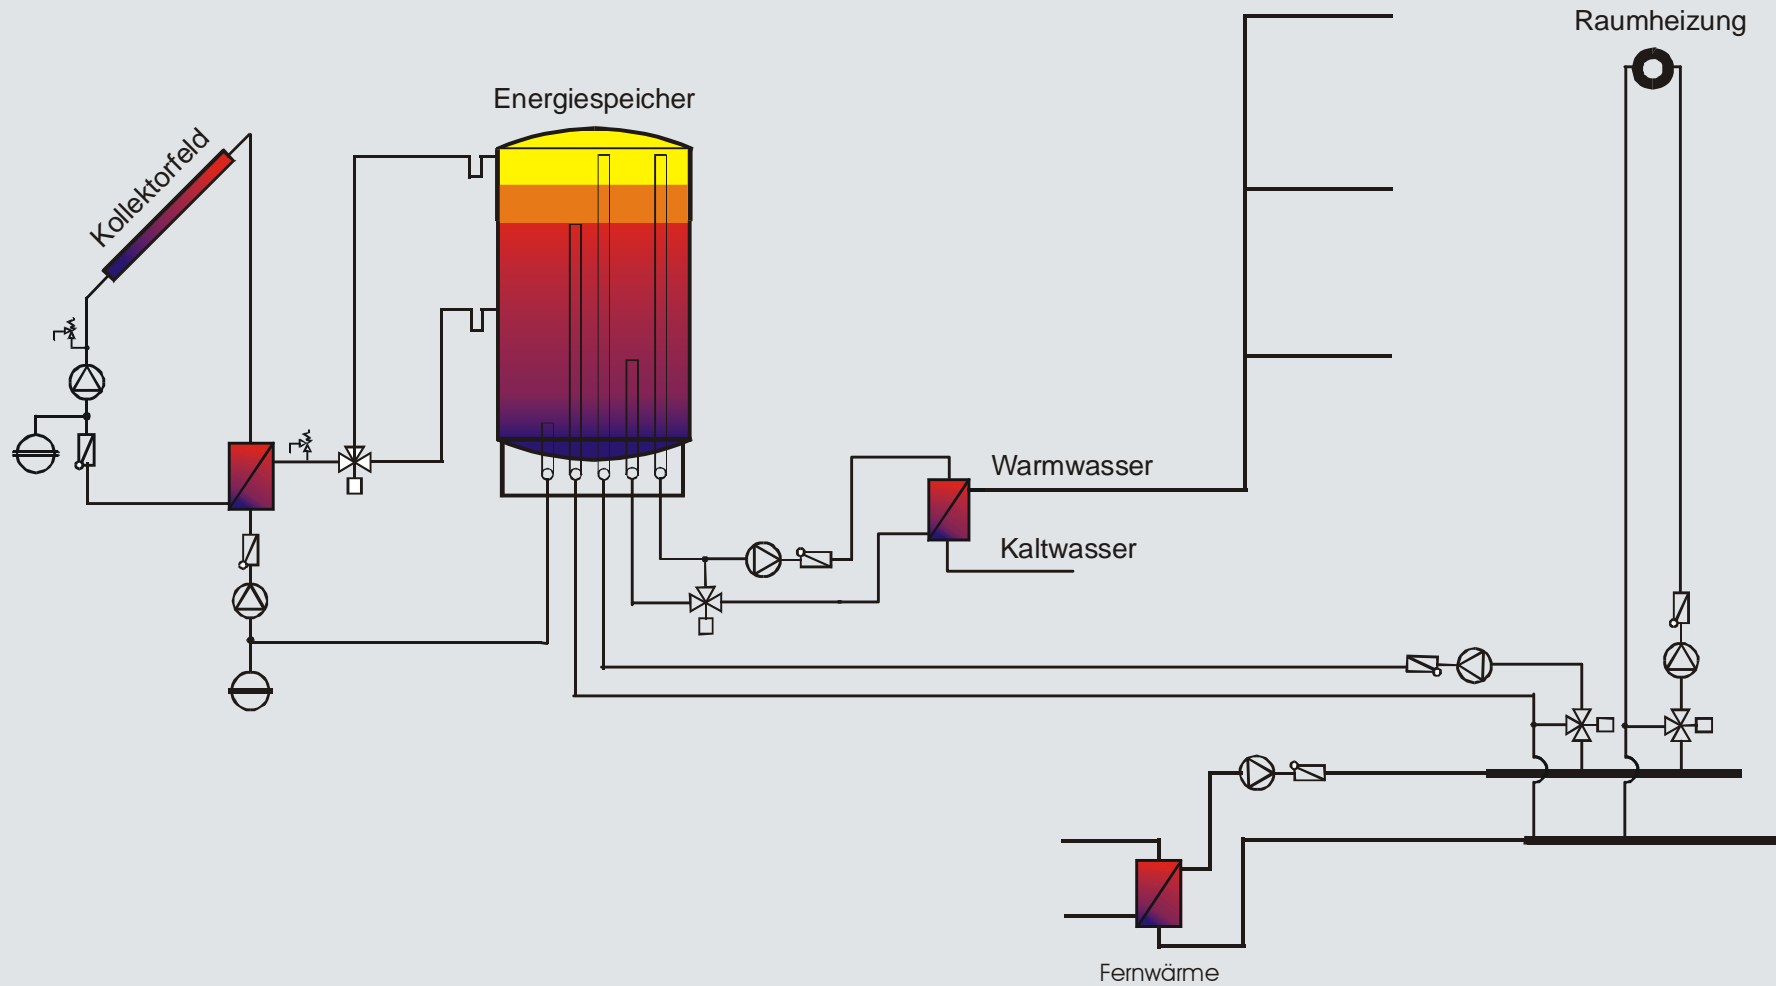 Raumheizung
Energiespeicher
Kollektorfeld
Warmwasser
Kaltwasser
Fernwärme